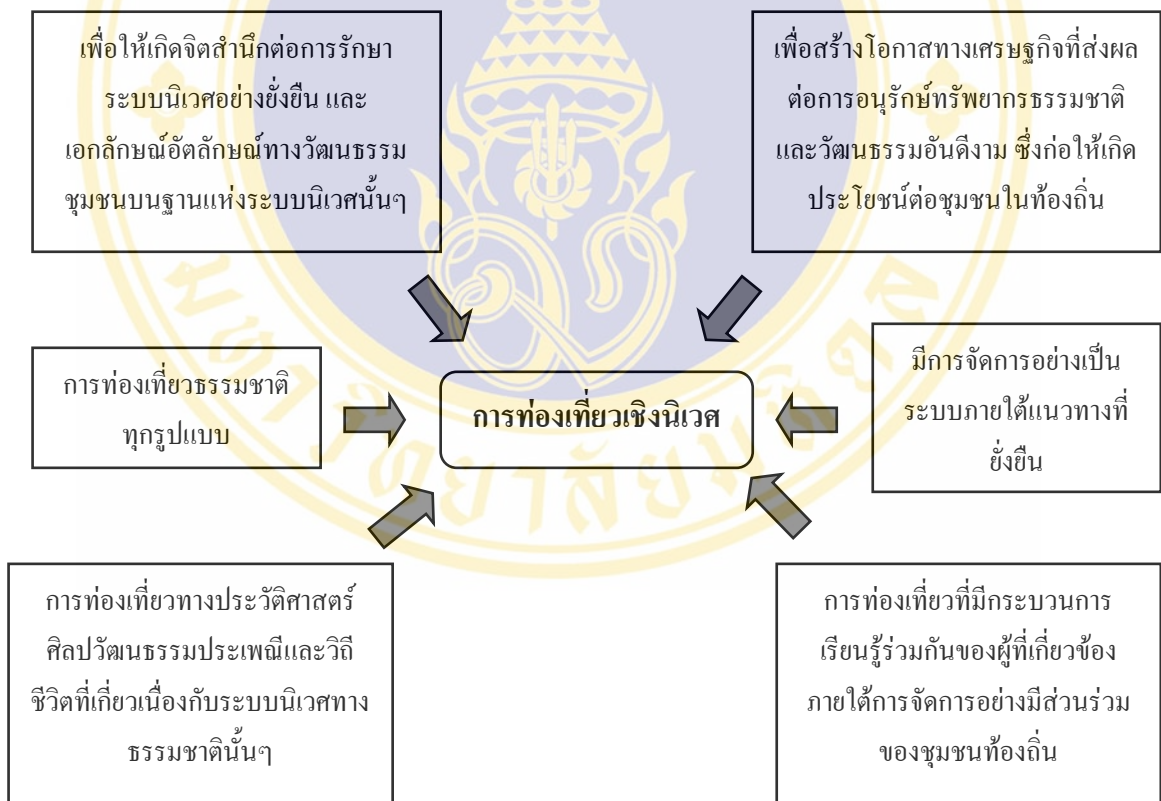 เพื่อให้เกิดจิตสำนึกต่อการรักษา
ระบบนิเวศอย่างยั่งยืน และ
เอกลักษณ์อัตลักษณ์ทางวัฒนธรรม
ชุมชนบนฐานแห่งระบบนิเวศนั้นๆ
เพื่อสร้างโอกาสทางเศรษฐกิจที่ส่งผล
ต่อการอนุรักษ์ทรัพยากรธรรมชาติ
และวัฒนธรรมอันดีงาม ซึ่งก่อให้เกิด
ประโยชน์ต่อชุมชนในท้องถิ่น
การท่องเที่ยวธรรมชาติ
ทุกรูปแบบ
การท่องเที่ยวเชิงนิเวศ
มีการจัดการอย่างเป็น
ระบบภายใต้แนวทางที่
ยั่งยืน
การท่องเที่ยวทางประวัติศาสตร์
ศิลปวัฒนธรรมประเพณีและวิถี
ชีวิตที่เกี่ยวเนื่องกับระบบนิเวศทาง
ธรรมชาตินั้นๆ
การท่องเที่ยวที่มีกระบวนการ
เรียนรู้ร่วมกันของผู้ที่เกี่ยวข้อง
ภายใต้การจัดการอย่างมีส่วนร่วม
ของชุมชนท้องถิ่น
มหาวิทยาลัยมหิดล